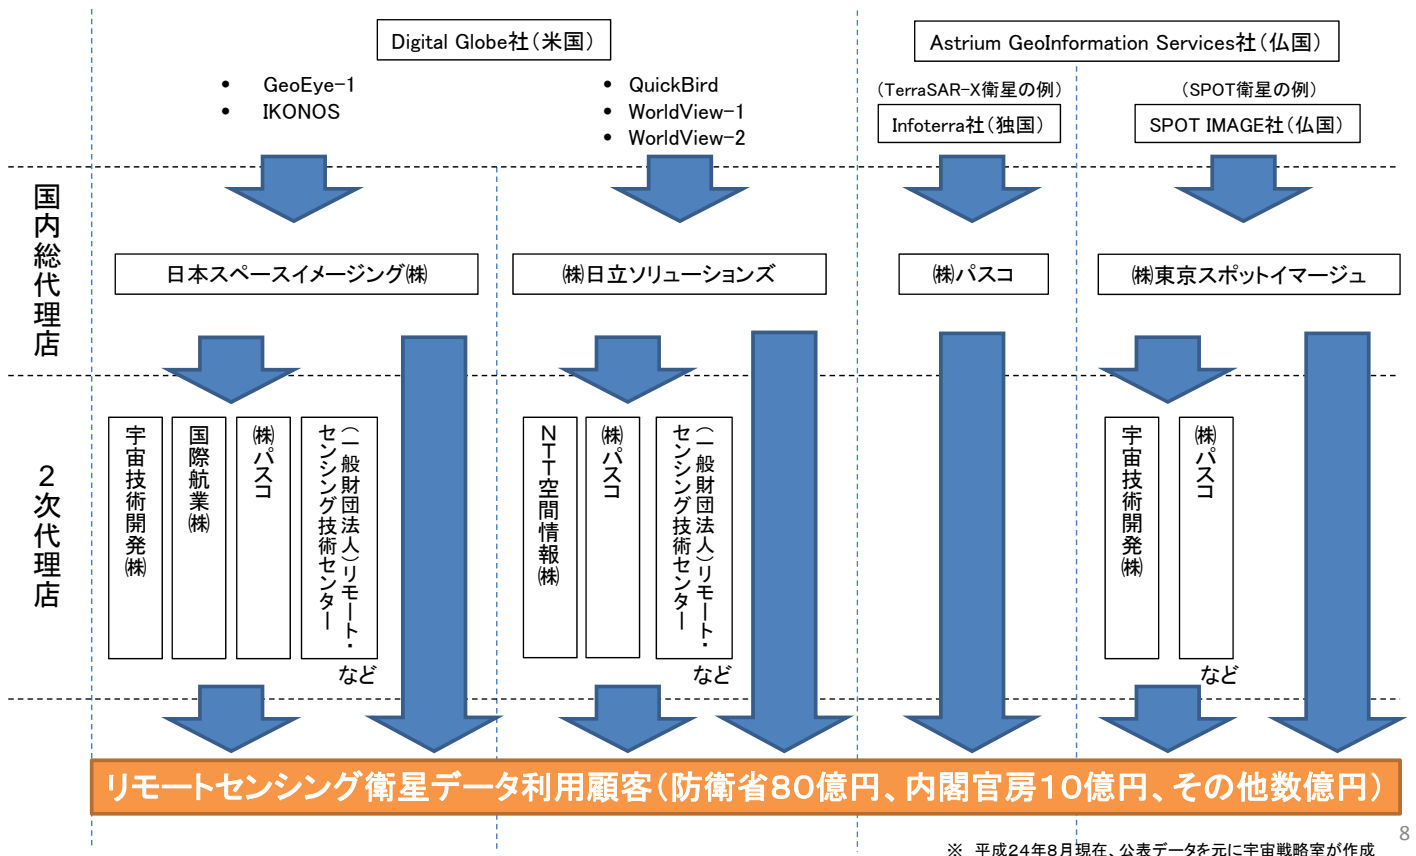 Digital Globe社(米国)
Astrium GeoInformation Services社(仏国)
• GeoEye-1
• IKONOS
• QuickBird
• WorldView-1
• WorldView-2
(TerraSAR-X衛星の例)
Infoterra社(独国)
(SPOT衛星の例)
SPOT IMAGE社(仏国)
国内総代理店
日本スペースイメージング㈱
㈱日立ソリューションズ
㈱パスコ
㈱東京スポットイマージュ
2次代理店
宇宙技術開発㈱
国際航業㈱
㈱パスコ
(一般財団法人)リモート・
センシング技術センター
など
NTT空間情報㈱
㈱パスコ
(一般財団法人)リモート・
センシング技術センター
など
宇宙技術開発㈱
㈱パスコ
など
リモートセンシング衛星データ利用顧客(防衛省80億円、内閣官房10億円、その他数億円)
8
※ 平成24年8月現在、公表データを元に宇宙戦略室が作成